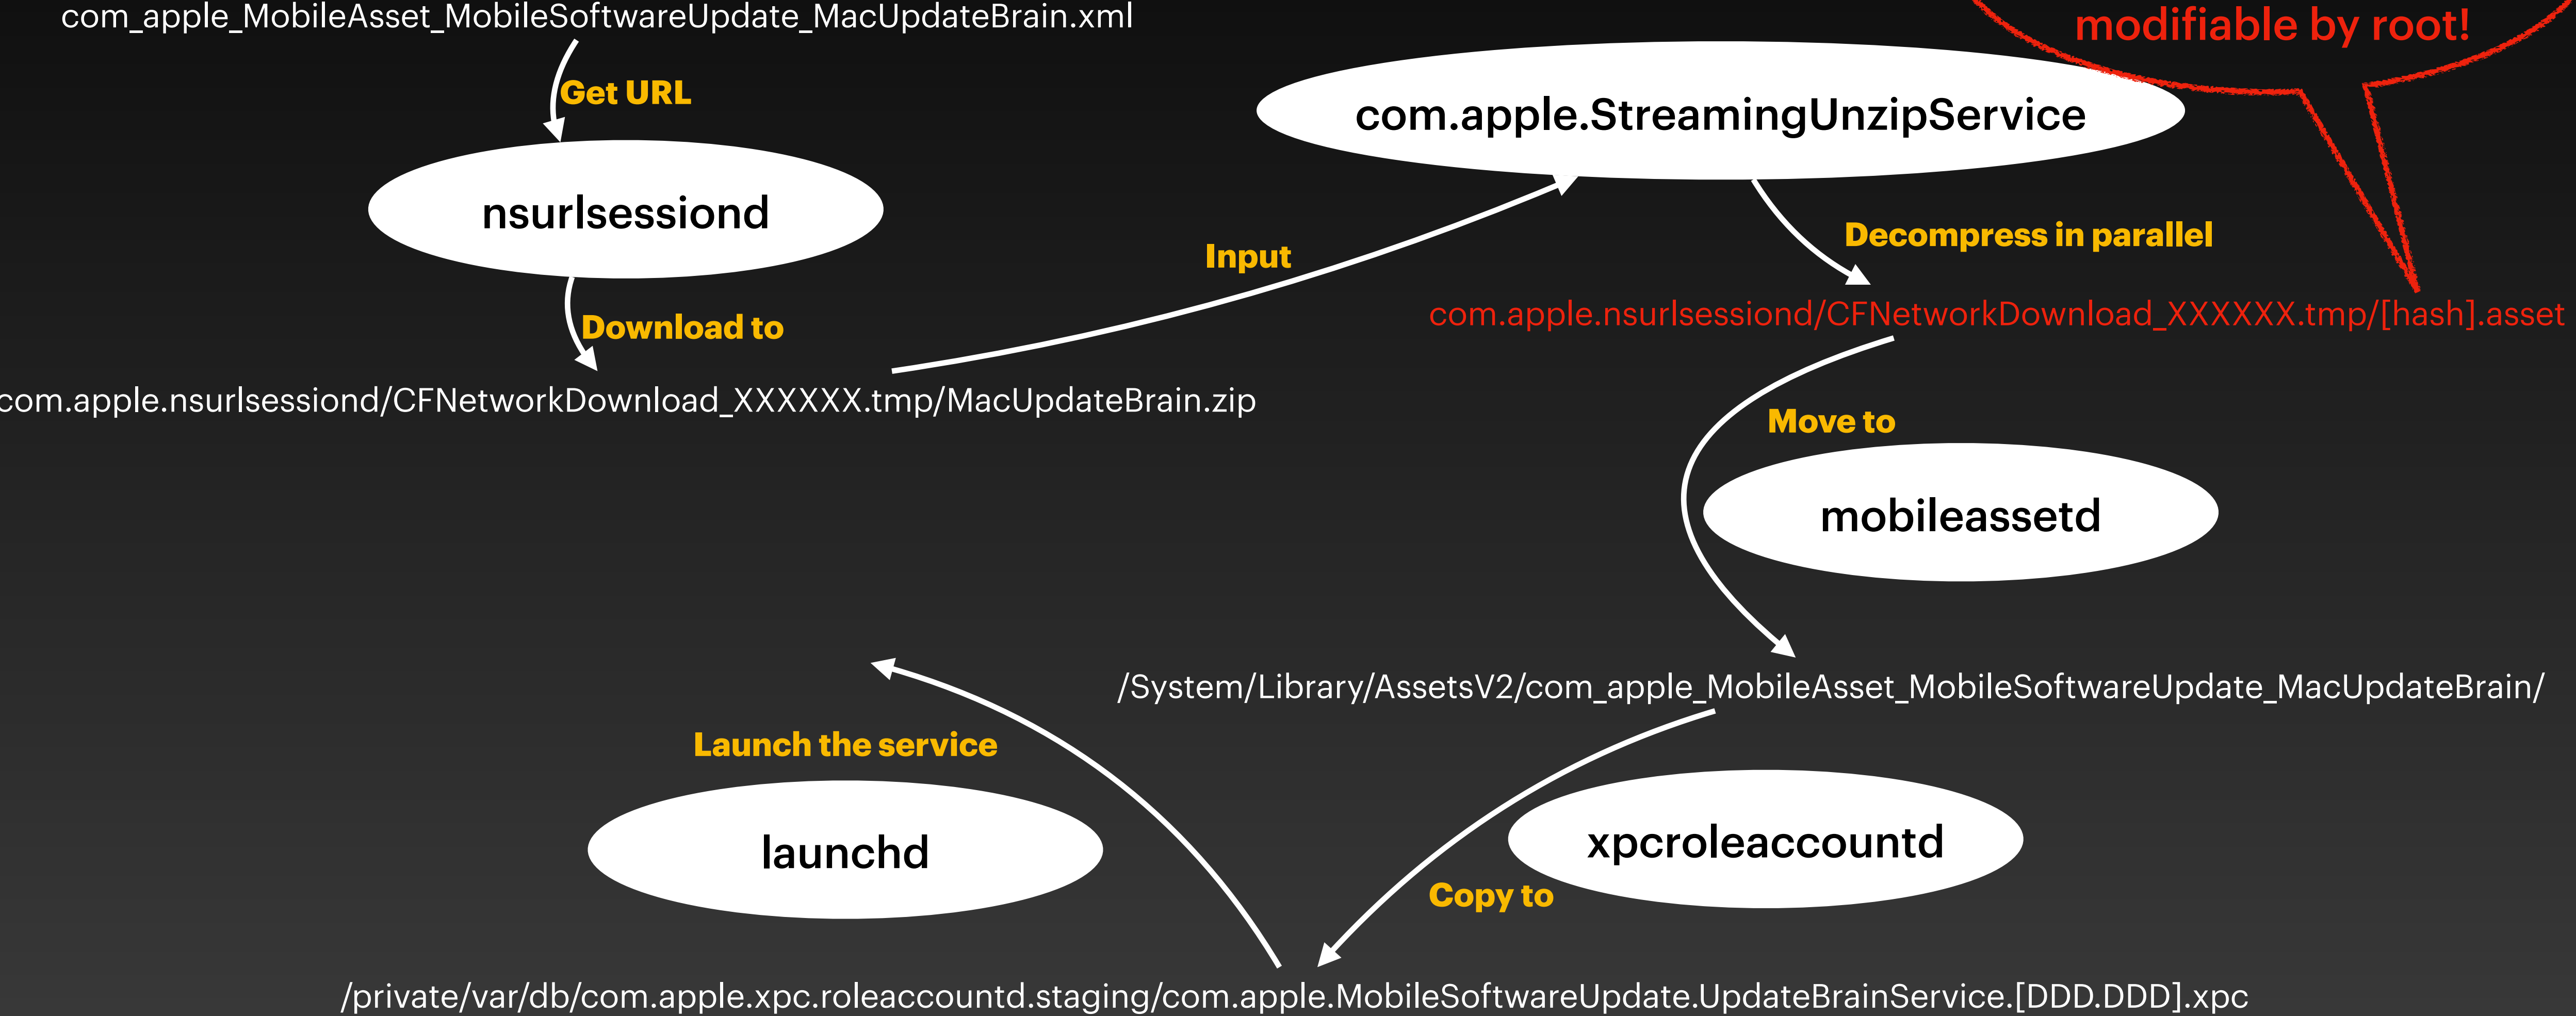 com_apple_MobileAsset_MobileSoftwareUpdate_MacUpdateBrain.xml
modifiable by root!
Get URL
com.apple.StreamingUnzipService
nsurlsessiond
Input
Decompress in parallel
com.apple.nsurlsessiond/CFNetworkDownload_XXXXXX.tmp/[hash].asset
Download to
com.apple.nsurlsessiond/CFNetworkDownload_XXXXXX.tmp/MacUpdateBrain.zip
Move to
mobileassetd
/System/Library/AssetsV2/com_apple_MobileAsset_MobileSoftwareUpdate_MacUpdateBrain/
Launch the service
launchd
xpcroleaccountd
Copy to
/private/var/db/com.apple.xpc.roleaccountd.staging/com.apple.MobileSoftwareUpdate.UpdateBrainService.[DDD.DDD].xpc